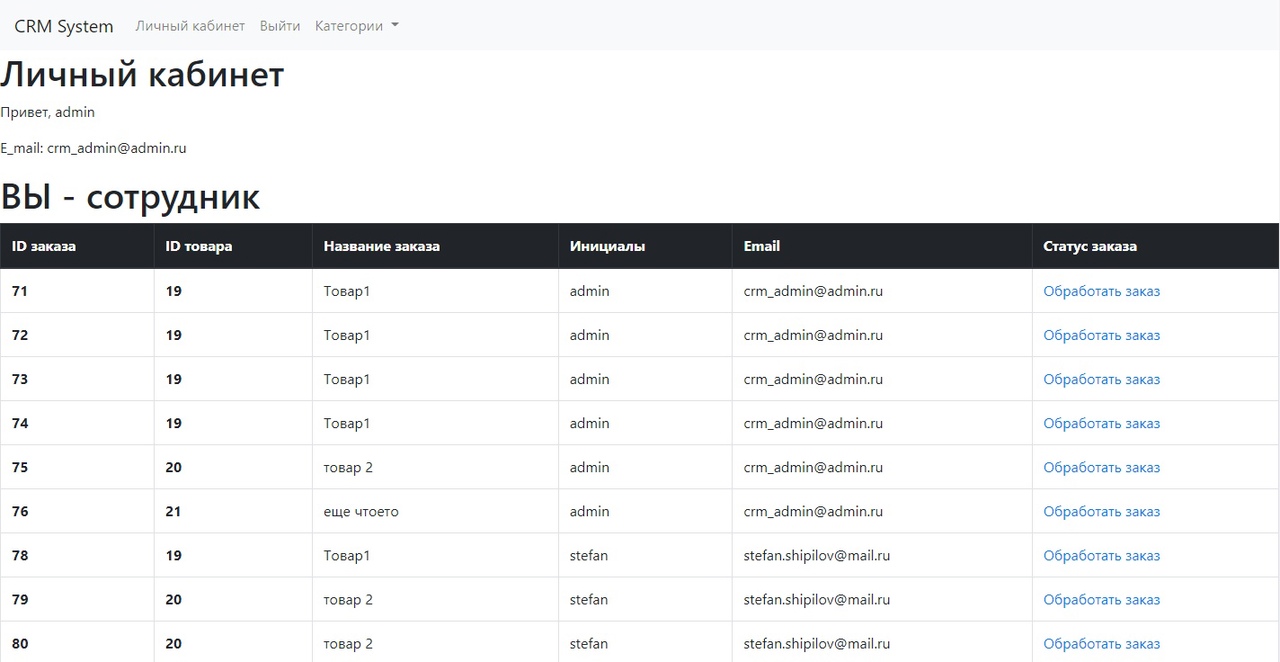 CRM System Личный кабинет Выйти Категории
Личный кабинет
Привет, admin
E_mail: crm_admin@admin.ru
ВЫ - сотрудник
ID заказа ID товара Название заказа Инициалы Email Статус заказа
71 19 Товар1 admin crm_admin@admin.ru Обработать заказ
72 19 Товар1 admin crm_admin@admin.ru Обработать заказ
73 19 Товар1 admin crm_admin@admin.ru Обработать заказ
74 19 Товар1 admin crm_admin@admin.ru Обработать заказ
75 20 товар 2 admin crm_admin@admin.ru Обработать заказ
76 21 еще чтоето admin crm_admin@admin.ru Обработать заказ
78 19 Товар1 stefan stefan.shipilov@mail.ru Обработать заказ
79 20 товар 2 stefan stefan.shipilov@mail.ru Обработать заказ
80 20 товар 2 stefan stefan.shipilov@mail.ru Обработать заказ